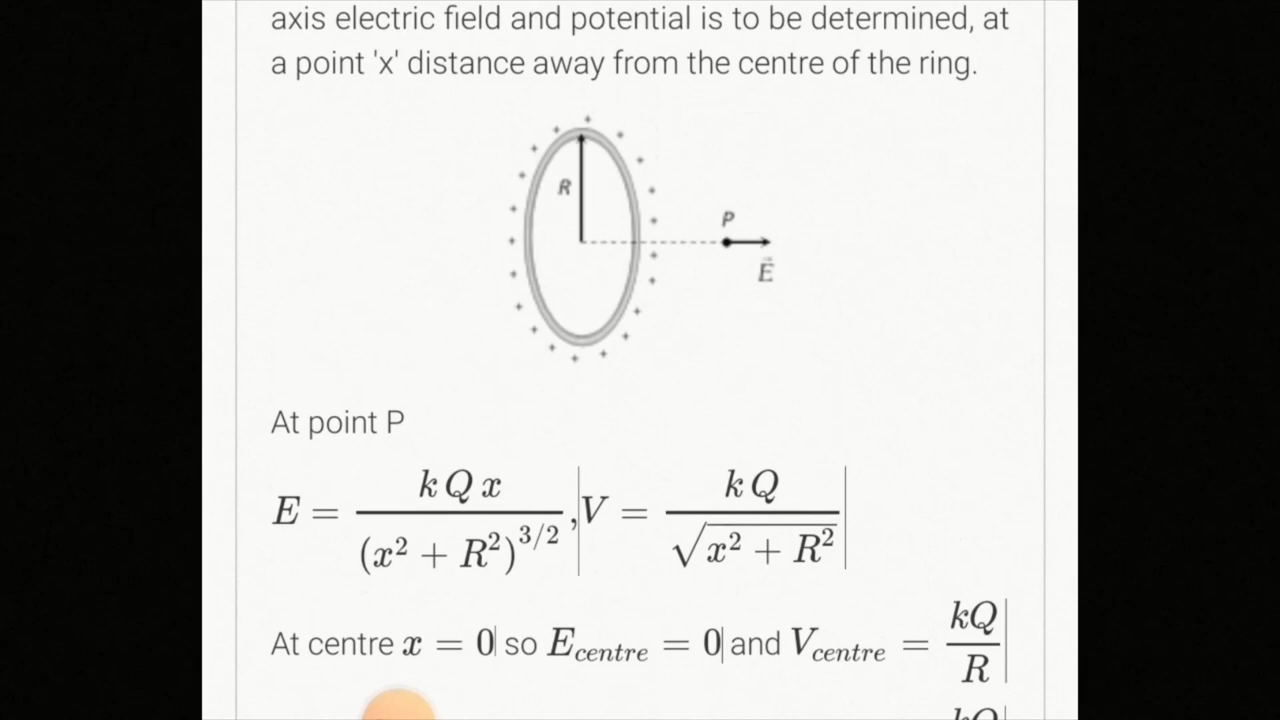 axis electric field and potential is to be determined, at
a point 'x' distance away from the centre of the ring.
R
P
E⃗
At point P
E = k Q x / (x² + R²)^{3/2} , V = k Q / √(x² + R²)
At centre x = 0 so E_centre = 0 and V_centre = kQ / R
kQ